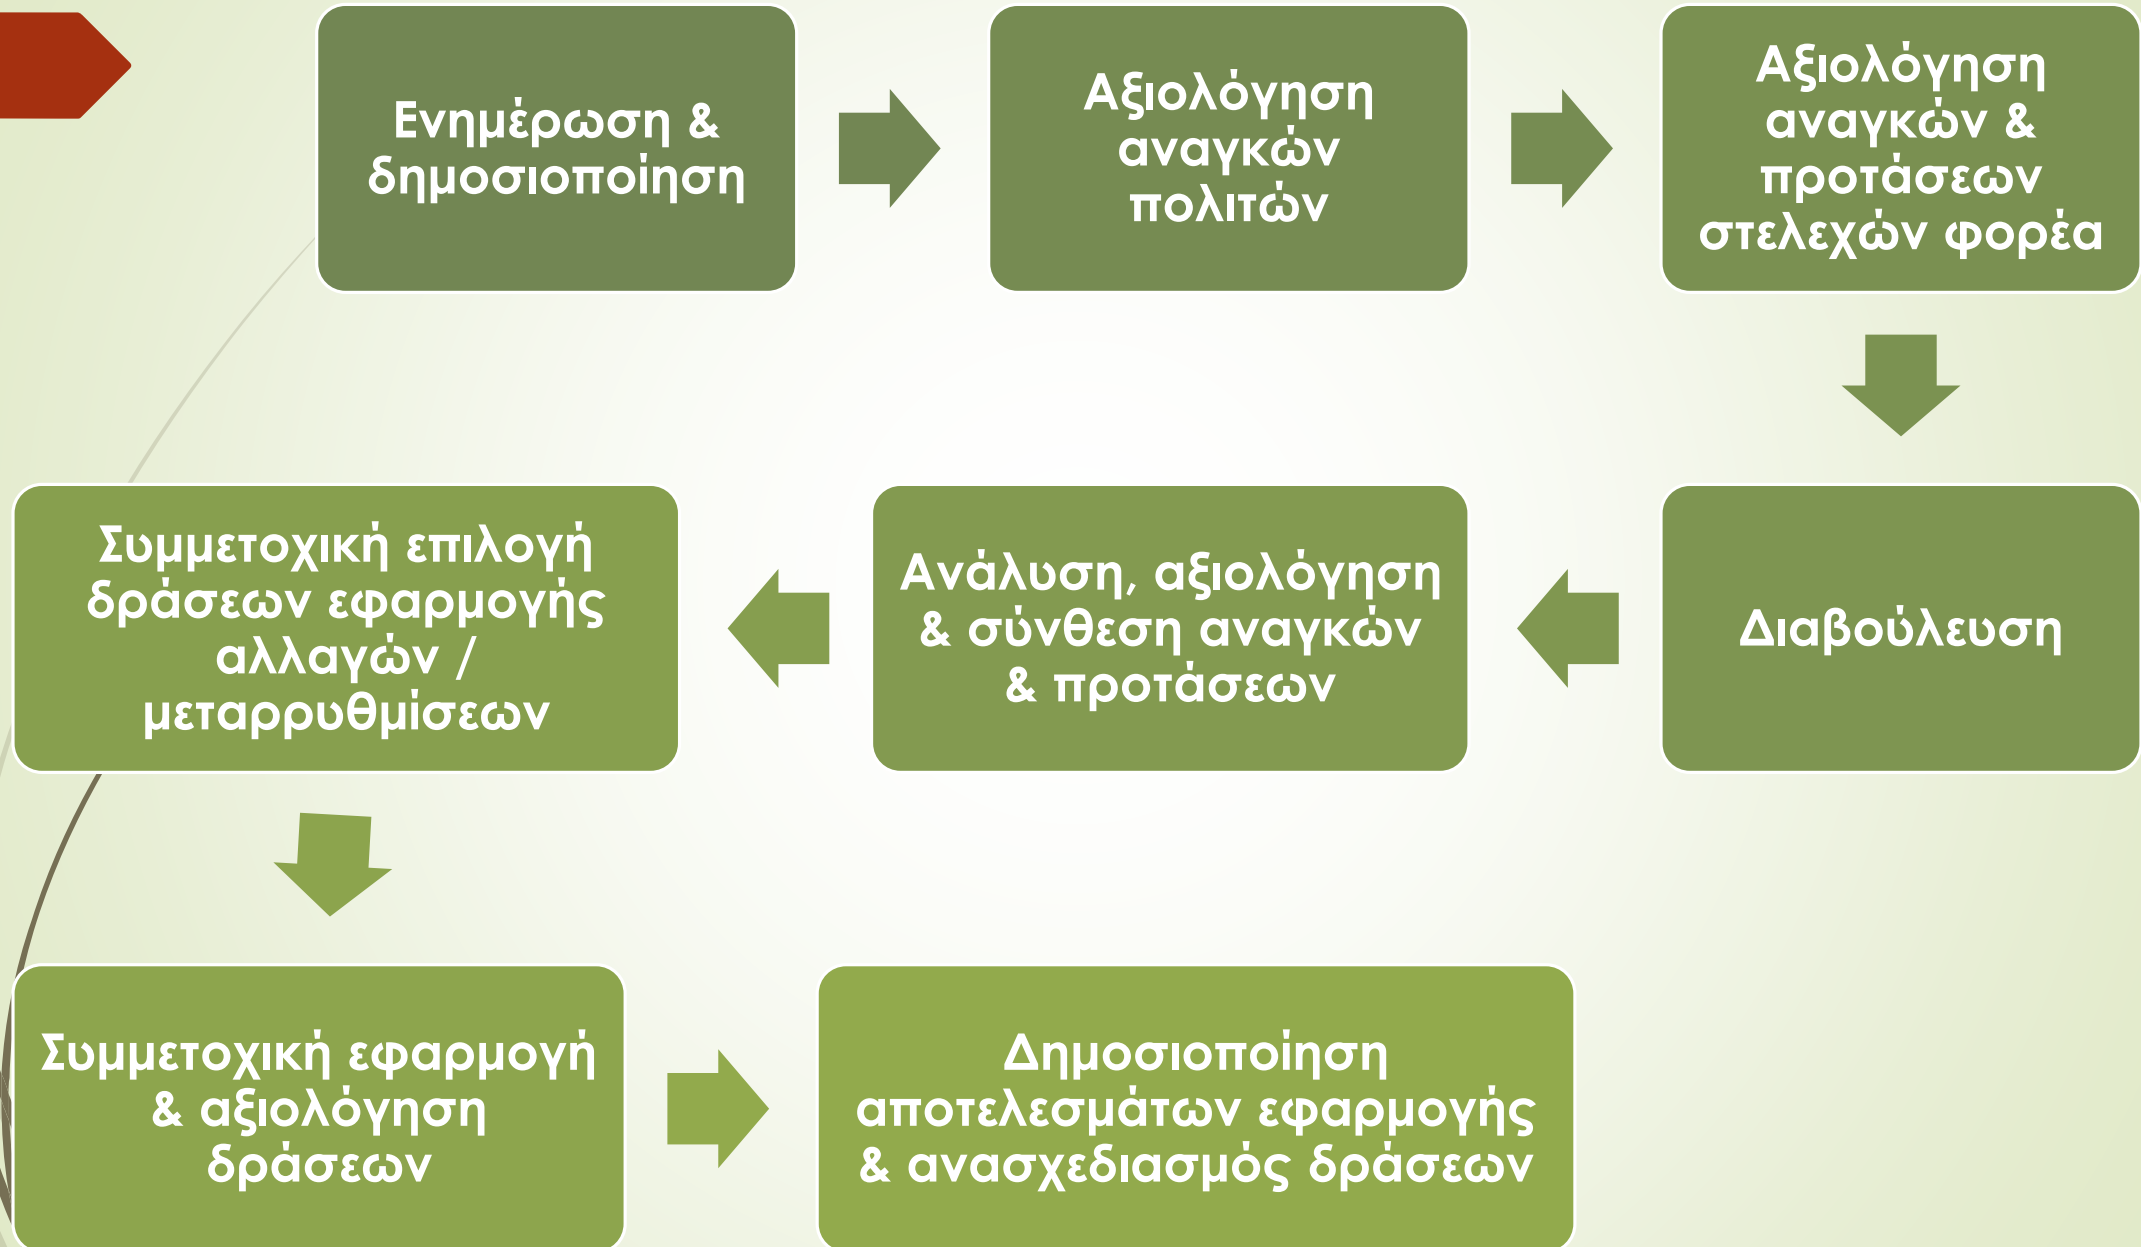 Ενημέρωση &
δημοσιοποίηση
Αξιολόγηση
αναγκών
πολιτών
Αξιολόγηση
αναγκών &
προτάσεων
στελεχών φορέα
Διαβούλευση
Ανάλυση, αξιολόγηση
& σύνθεση αναγκών
& προτάσεων
Συμμετοχική επιλογή
δράσεων εφαρμογής
αλλαγών /
μεταρρυθμίσεων
Συμμετοχική εφαρμογή
& αξιολόγηση
δράσεων
Δημοσιοποίηση
αποτελεσμάτων εφαρμογής
& ανασχεδιασμός δράσεων